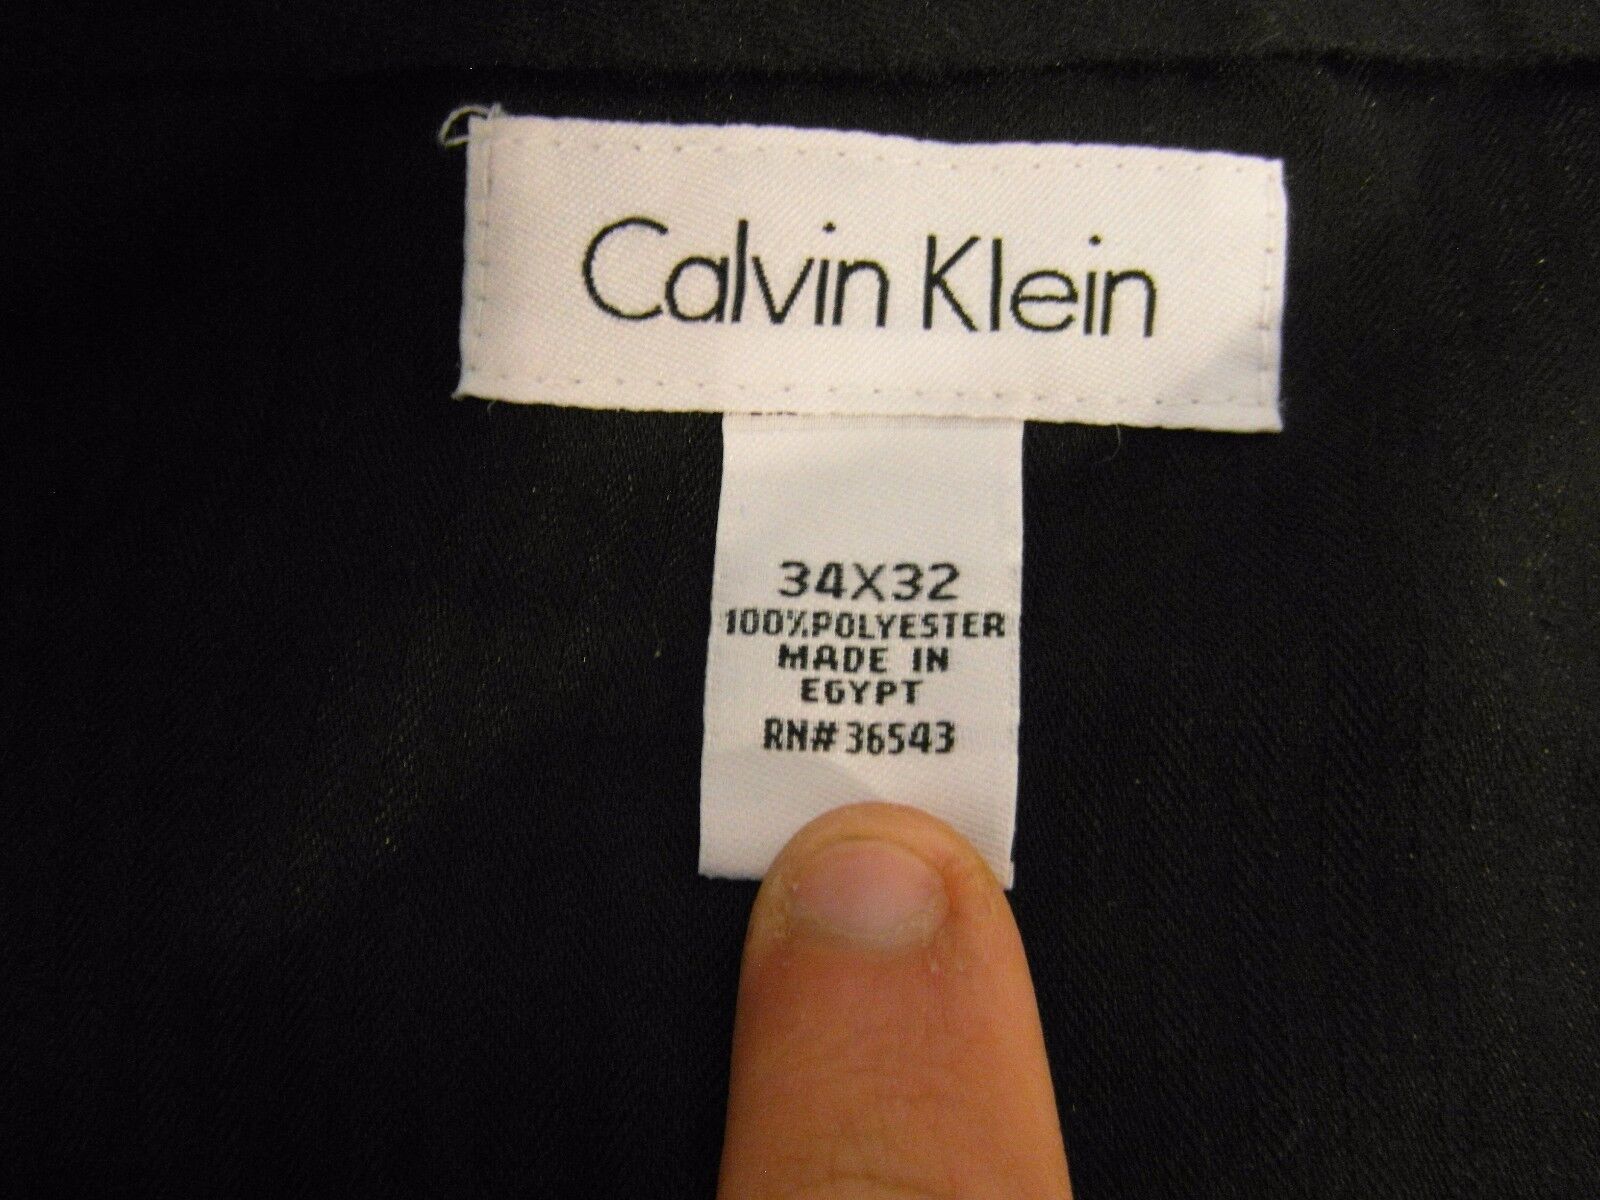 Calvin Klein
34X32
100%POLYESTER
MADE IN
EGYPT
RN# 36543